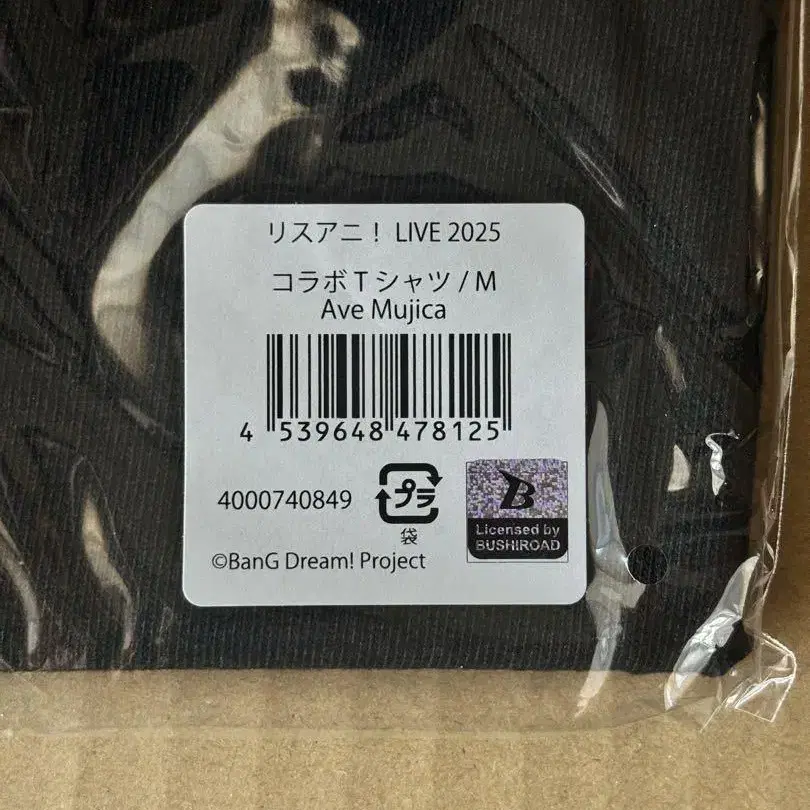 リスアニ！ LIVE 2025
コラボTシャツ / M
Ave Mujica
4 539648 478125
4000740849
プラ
袋
B
Licensed by
BUSHIROAD
©BanG Dream! Project